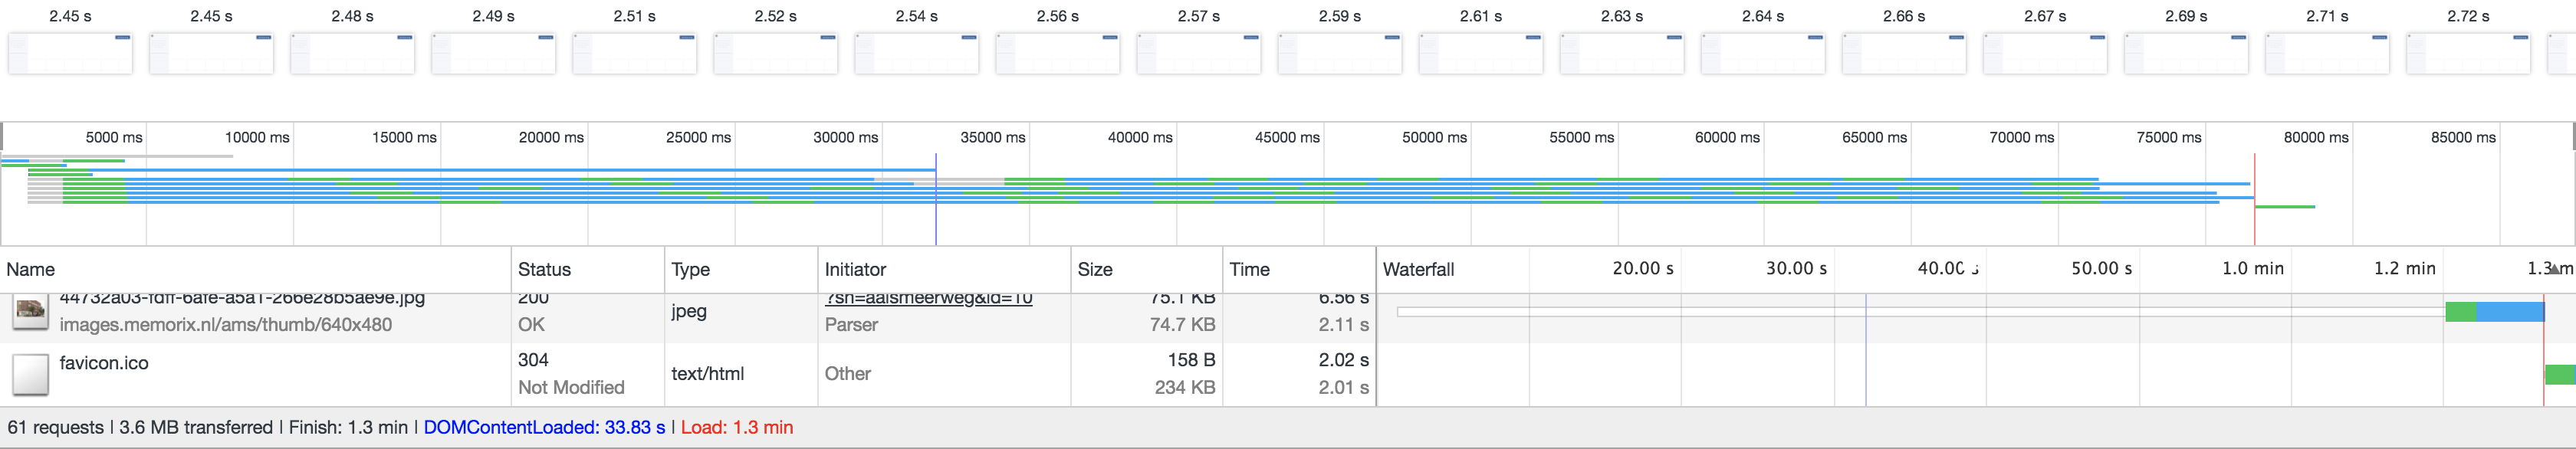 2.45 s 2.45 s 2.48 s 2.49 s 2.51 s 2.52 s 2.54 s 2.56 s 2.57 s 2.59 s 2.61 s 2.63 s 2.64 s 2.66 s 2.67 s 2.69 s 2.71 s 2.72 s
5000 ms 10000 ms 15000 ms 20000 ms 25000 ms 30000 ms 35000 ms 40000 ms 45000 ms 50000 ms 55000 ms 60000 ms 65000 ms 70000 ms 75000 ms 80000 ms 85000 ms
Name Status Type Initiator Size Time Waterfall 20.00 s 30.00 s 40.00 s 50.00 s 1.0 min 1.2 min 1.3 m
44732a03-fdff-6afe-a5a1-266e28b5ae9e.jpg 200 jpeg ?sn=aalsmeerweg&id=10 75.1 KB 6.56 s
images.memorix.nl/ams/thumb/640x480 OK Parser 74.7 KB 2.11 s
favicon.ico 304 text/html Other 158 B 2.02 s
Not Modified 234 KB 2.01 s
61 requests | 3.6 MB transferred | Finish: 1.3 min | DOMContentLoaded: 33.83 s | Load: 1.3 min